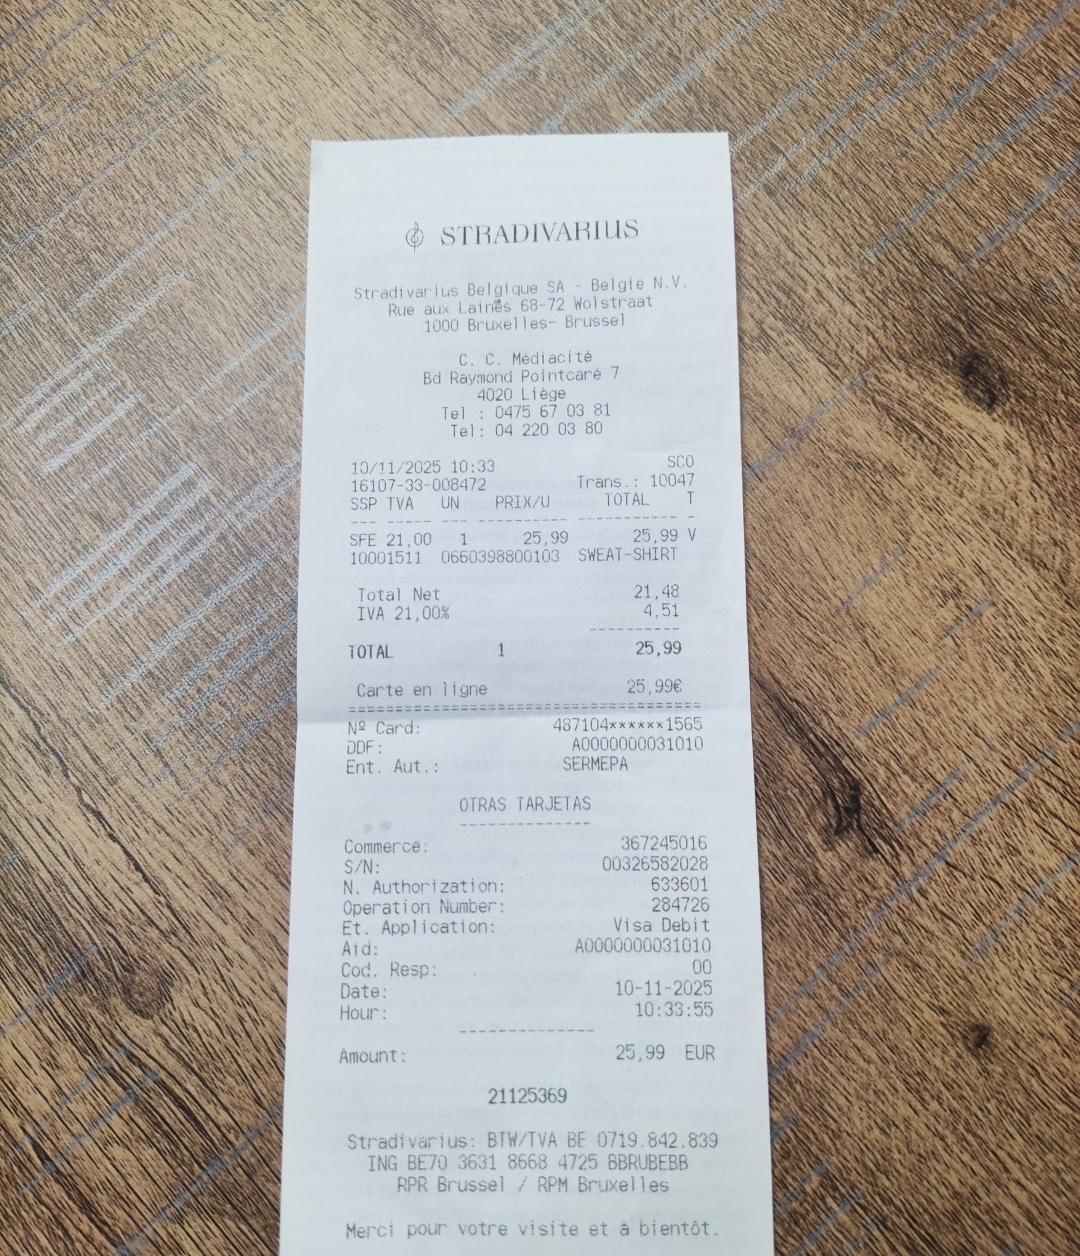 STRADIVARIUS
Stradivarius Belgique SA - Belgie N.V.
Rue aux Laines 68-72 Wolstraat
1000 Bruxelles- Brussel
C. C. Médiacité
Bd Raymond Pointcaré 7
4020 Liège
Tel : 0475 67 03 81
Tel: 04 220 03 80
10/11/2025 10:33 SCO
16107-33-008472 Trans.: 10047
SSP TVA UN PRIX/U TOTAL T
SFE 21,00 1 25,99 25,99 V
10001511 0660398800103 SWEAT-SHIRT
Total Net 21,48
IVA 21,00% 4,51
TOTAL 1 25,99
Carte en ligne 25,99€
Nº Card: 487104******1565
DDF: A0000000031010
Ent. Aut.: SERMEPA
OTRAS TARJETAS
Commerce: 367245016
S/N: 00326582028
N. Authorization: 633601
Operation Number: 284726
Et. Application: Visa Debit
Aid: A0000000031010
Cod. Resp: 00
Date: 10-11-2025
Hour: 10:33:55
Amount: 25,99 EUR
21125369
Stradivarius: BTW/TVA BE 0719.842.839
ING BE70 3631 8668 4725 BBRUBEBB
RPR Brussel / RPM Bruxelles
Merci pour votre visite et à bientôt.